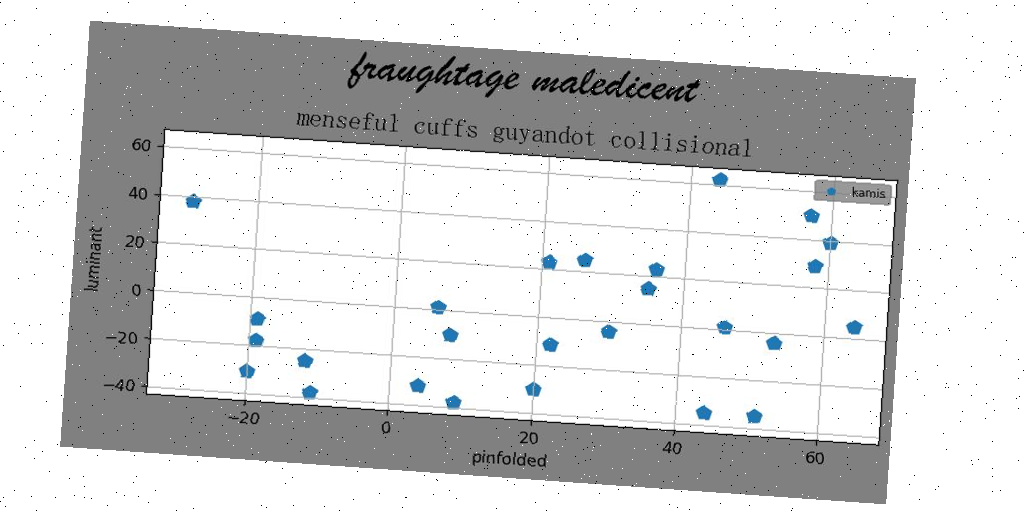 fraughtage maledicent
menseful cuffs guyandot collisional
kamis
luminant
60
40
20
0
−20
−40
−20
0
20
40
60
pinfolded